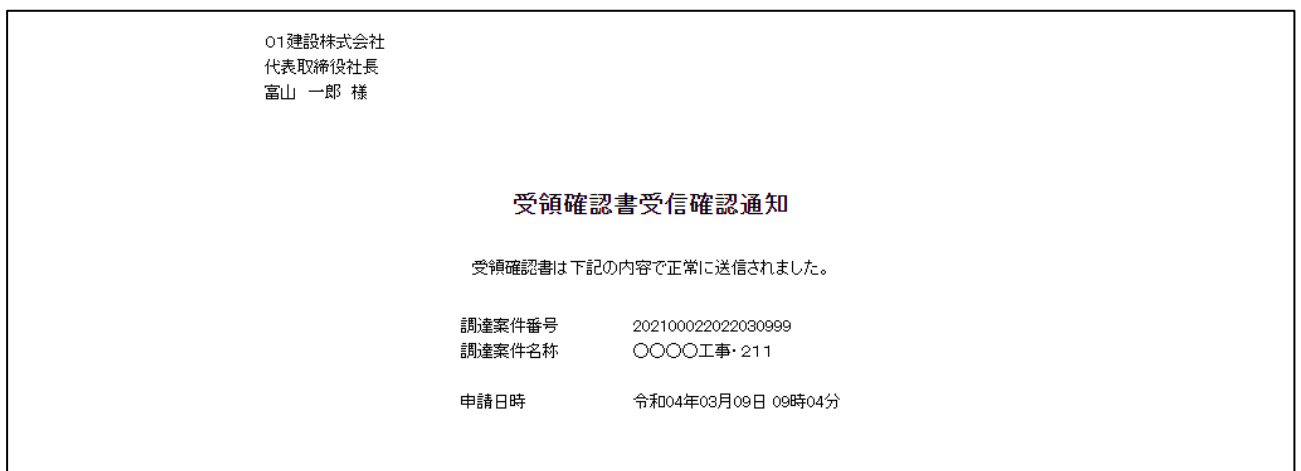 01建設株式会社
代表取締役社長
富山 一郎 様
受領確認書受信確認通知
受領確認書は下記の内容で正常に送信されました。
調達案件番号 202100022022030999
調達案件名称 〇〇〇〇工事・211
申請日時 令和04年03月09日 09時04分